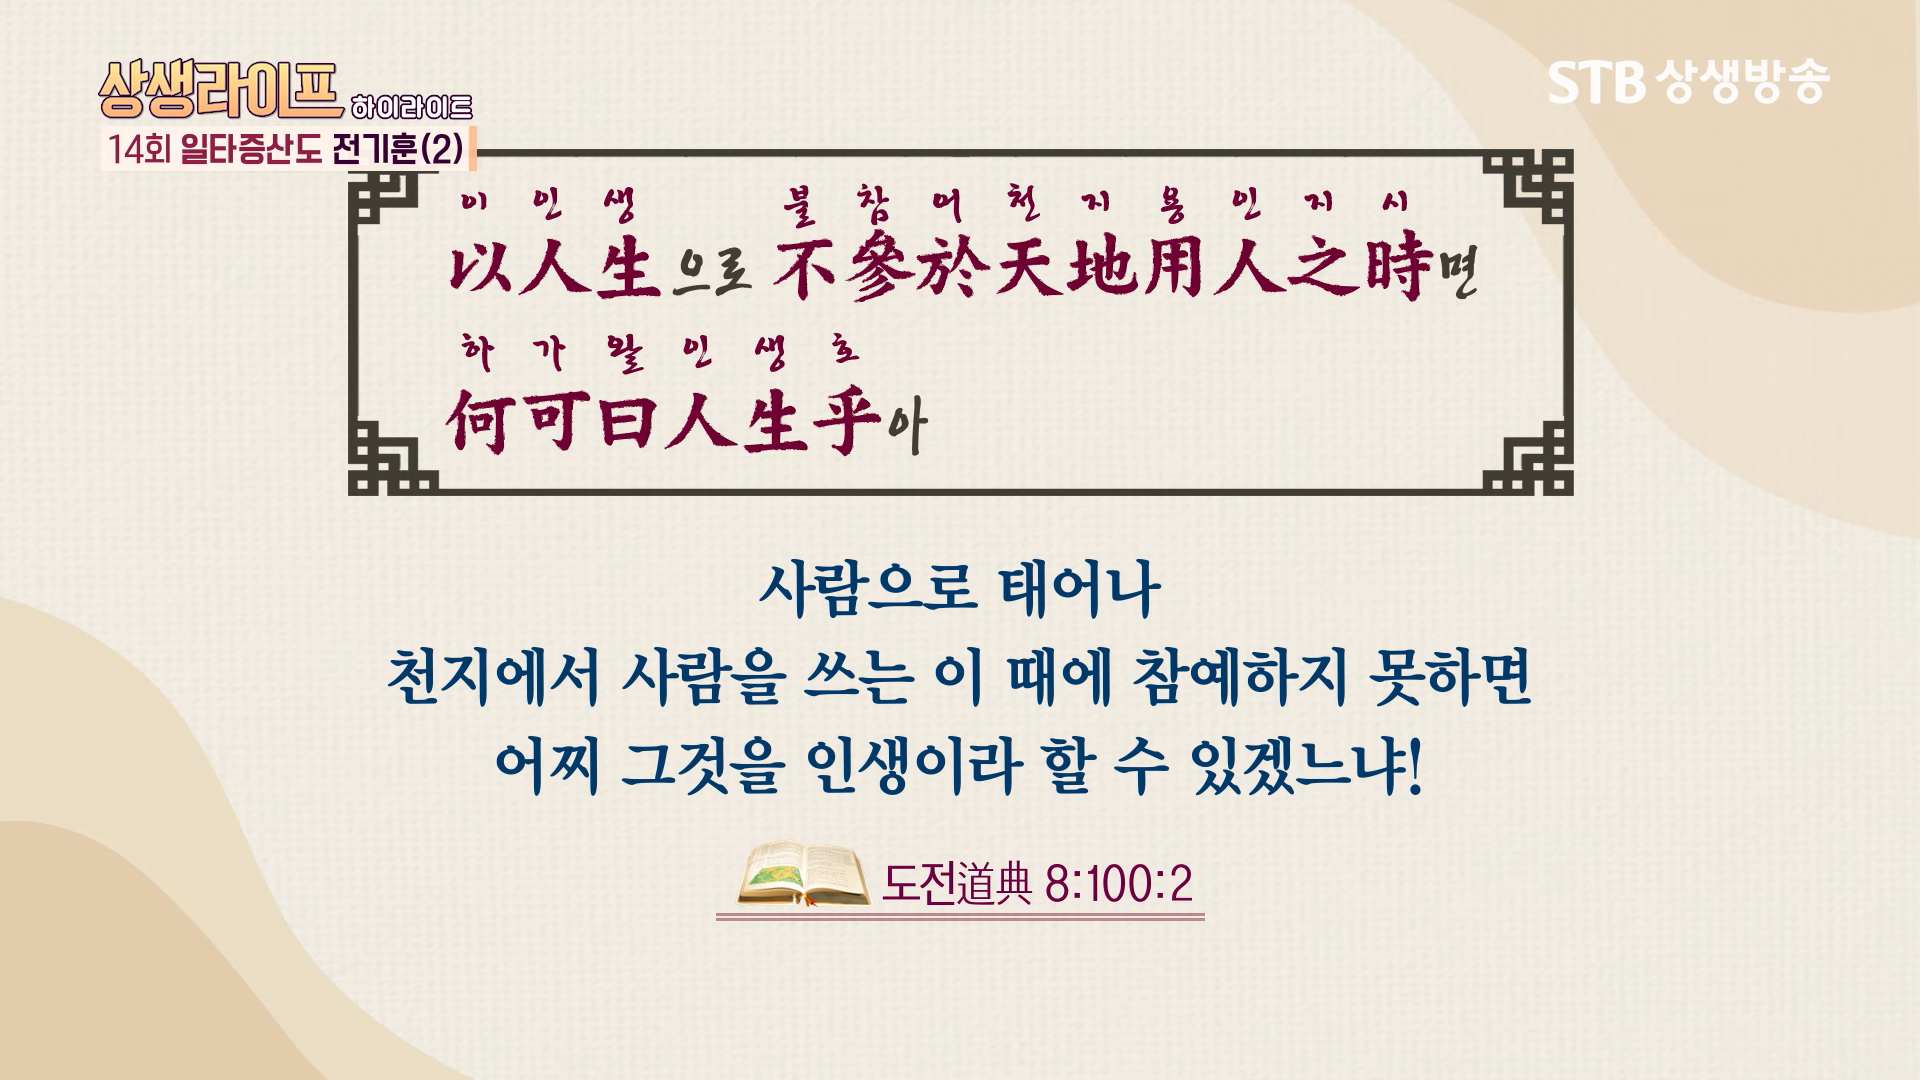 상생라이프 하이라이트
STB 상생방송
14회 일타증산도 전기훈(2)
이 인 생 불 참 어 천 지 용 인 지 시
以人生으로 不參於天地用人之時면
하 가 왈 인 생 호
何可曰人生乎아
사람으로 태어나
천지에서 사람을 쓰는 이 때에 참예하지 못하면
어찌 그것을 인생이라 할 수 있겠느냐!
도전道典 8:100:2